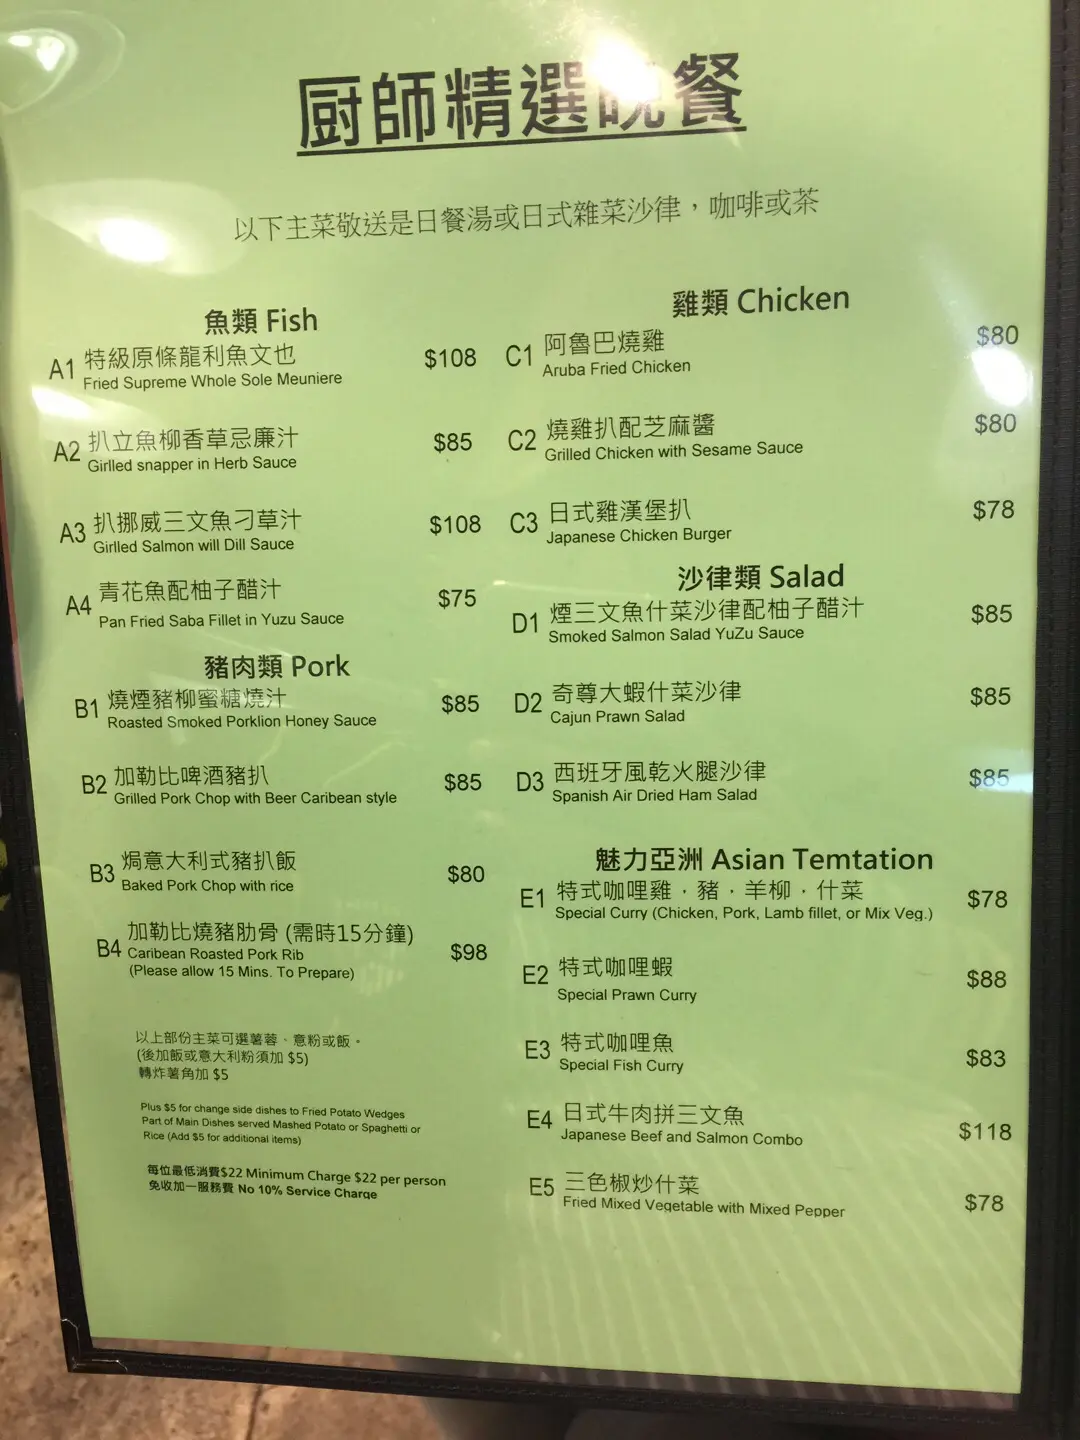 厨師精選晚餐
以下主菜敬送是日餐湯或日式雜菜沙律，咖啡或茶
魚類 Fish
A1 特級原條龍利魚文也 $108
Fried Supreme Whole Sole Meuniere
A2 扒立魚柳香草忌廉汁 $85
Girlled snapper in Herb Sauce
A3 扒挪威三文魚刁草汁 $108
Girlled Salmon will Dill Sauce
A4 青花魚配柚子醋汁 $75
Pan Fried Saba Fillet in Yuzu Sauce
豬肉類 Pork
B1 燒煙豬柳蜜糖燒汁 $85
Roasted Smoked Porklion Honey Sauce
B2 加勒比啤酒豬扒 $85
Grilled Pork Chop with Beer Caribean style
B3 焗意大利式豬扒飯 $80
Baked Pork Chop with rice
B4 加勒比燒豬肋骨 (需時15分鐘) $98
Caribean Roasted Pork Rib
(Please allow 15 Mins. To Prepare)
以上部份主菜可選薯蓉、意粉或飯。
(後加飯或意大利粉須加 $5)
轉炸薯角加 $5
Plus $5 for change side dishes to Fried Potato Wedges
Part of Main Dishes served Mashed Potato or Spaghetti or
Rice (Add $5 for additional items)
每位最低消費$22 Minimum Charge $22 per person
免收加一服務費 No 10% Service Charge
雞類 Chicken
C1 阿魯巴燒雞 $80
Aruba Fried Chicken
C2 燒雞扒配芝麻醬 $80
Grilled Chicken with Sesame Sauce
C3 日式雞漢堡扒 $78
Japanese Chicken Burger
沙律類 Salad
D1 煙三文魚什菜沙律配柚子醋汁 $85
Smoked Salmon Salad YuZu Sauce
D2 奇尊大蝦什菜沙律 $85
Cajun Prawn Salad
D3 西班牙風乾火腿沙律 $85
Spanish Air Dried Ham Salad
魅力亞洲 Asian Temtation
E1 特式咖哩雞．豬．羊柳．什菜 $78
Special Curry (Chicken, Pork, Lamb fillet, or Mix Veg.)
E2 特式咖哩蝦 $88
Special Prawn Curry
E3 特式咖哩魚 $83
Special Fish Curry
E4 日式牛肉拼三文魚 $118
Japanese Beef and Salmon Combo
E5 三色椒炒什菜 $78
Fried Mixed Vegetable with Mixed Pepper